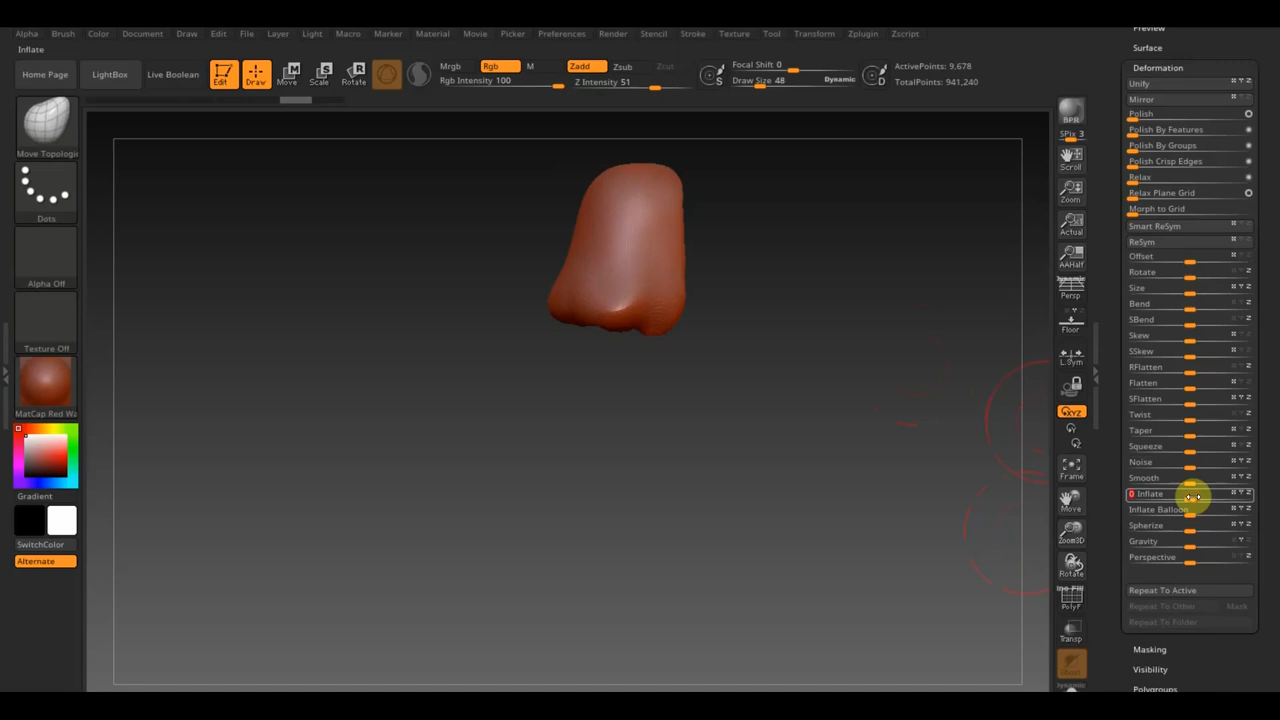 Alpha Brush Color Document Draw Edit File Layer Light Macro Marker Material Movie Picker Preferences Render Stencil Stroke Texture Tool Transform Zplugin Zscript
Inflate
Home Page LightBox Live Boolean Edit Draw Move Scale Rotate
Mrgb Rgb M
Rgb Intensity 100
Zadd Zsub Zcut
Z Intensity 51
S
Focal Shift 0
Draw Size 48 Dynamic
D
ActivePoints: 9,678
TotalPoints: 941,240
Move Topologic
Dots
Alpha Off
Texture Off
MatCap Red Wa
Gradient
SwitchColor
Alternate
BPR
SPix 3
Scroll
Zoom
Actual
AAHalf
Dynamic
Persp
Floor
L.Sym
XYZ
Y
Z
Frame
Move
Zoom3D
Rotate
PolyF
Transp
Dynamic
Preview
Surface
Deformation
Unify
Mirror
Polish
Polish By Features
Polish By Groups
Polish Crisp Edges
Relax
Relax Plane Grid
Morph to Grid
Smart ReSym
ReSym
Offset
Rotate
Size
Bend
SBend
Skew
SSkew
RFlatten
Flatten
SFlatten
Twist
Taper
Squeeze
Noise
Smooth
0 Inflate
Inflate Balloon
Spherize
Gravity
Perspective
Repeat To Active
Repeat To Other Mask
Repeat To Folder
Masking
Visibility
Polygroups